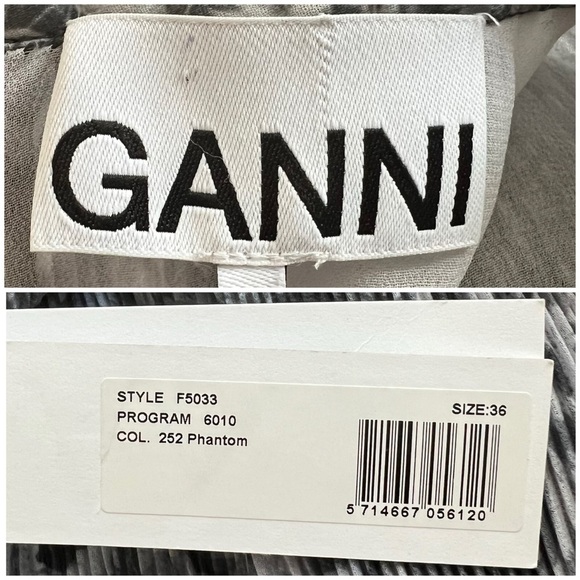 GANNI
STYLE F5033
PROGRAM 6010
COL. 252 Phantom
SIZE:36
5 714667 056120